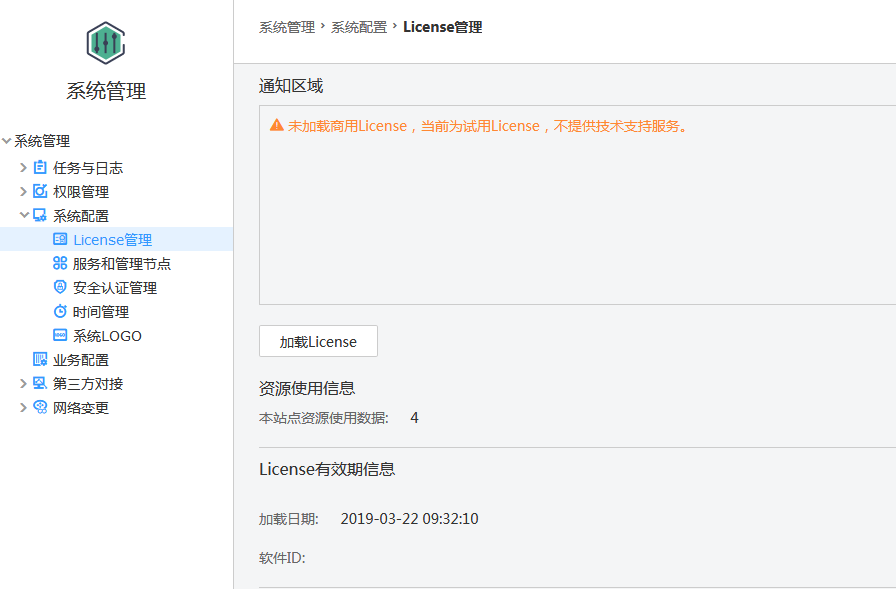 系统管理
系统管理
任务与日志
权限管理
系统配置
License管理
服务和管理节点
安全认证管理
时间管理
系统LOGO
业务配置
第三方对接
网络变更
系统管理 > 系统配置 > License管理
通知区域
未加载商用License，当前为试用License，不提供技术支持服务。
加载License
资源使用信息
本站点资源使用数据: 4
License有效期信息
加载日期: 2019-03-22 09:32:10
软件ID: